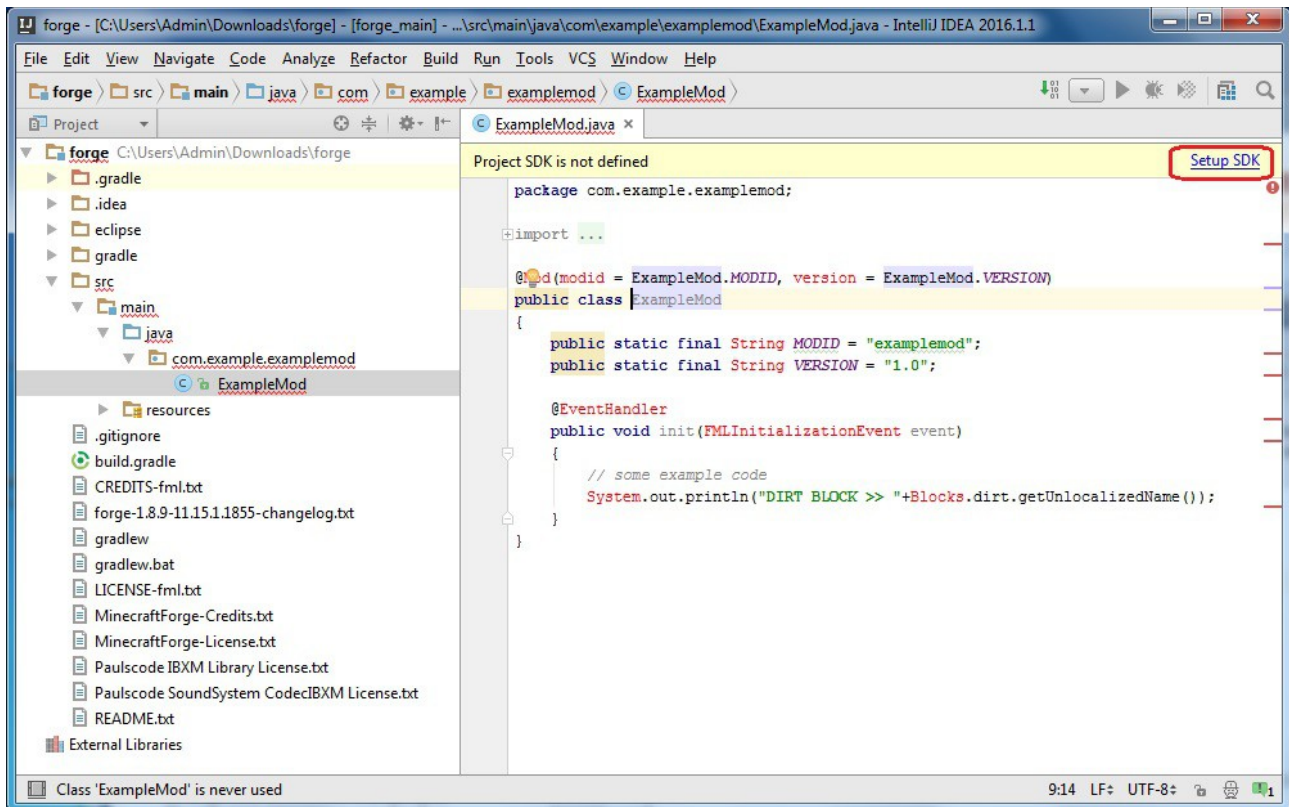 forge - [C:\Users\Admin\Downloads\forge] - [forge_main] - ...\src\main\java\com\example\examplemod\ExampleMod.java - IntelliJ IDEA 2016.1.1
File Edit View Navigate Code Analyze Refactor Build Run Tools VCS Window Help
forge src main java com example examplemod ExampleMod
Project
ExampleMod.java
forge C:\Users\Admin\Downloads\forge
.gradle
.idea
eclipse
gradle
src
main
java
com.example.examplemod
ExampleMod
resources
.gitignore
build.gradle
CREDITS-fml.txt
forge-1.8.9-11.15.1.1855-changelog.txt
gradlew
gradlew.bat
LICENSE-fml.txt
MinecraftForge-Credits.txt
MinecraftForge-License.txt
Paulscode IBXM Library License.txt
Paulscode SoundSystem CodecIBXM License.txt
README.txt
External Libraries
Project SDK is not defined Setup SDK
package com.example.examplemod;
import ...
@Mod(modid = ExampleMod.MODID, version = ExampleMod.VERSION)
public class ExampleMod
{
public static final String MODID = "examplemod";
public static final String VERSION = "1.0";
@EventHandler
public void init(FMLInitializationEvent event)
{
// some example code
System.out.println("DIRT BLOCK >> "+Blocks.dirt.getUnlocalizedName());
}
}
Class 'ExampleMod' is never used 9:14 LF UTF-8 1